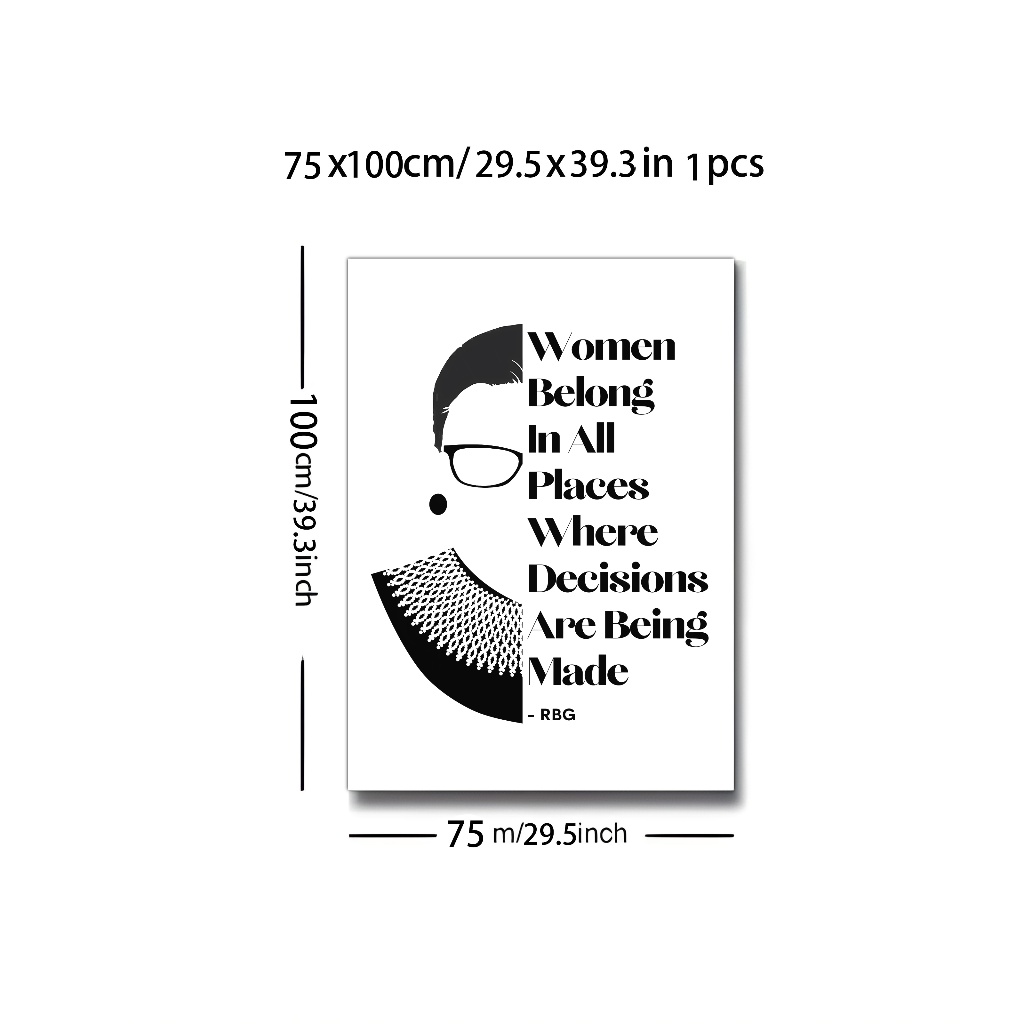 75x100cm/29.5x39.3in 1pcs
100cm/39.3inch
Women
Belong
In All
Places
Where
Decisions
Are Being
Made
- RBG
75 m/29.5inch